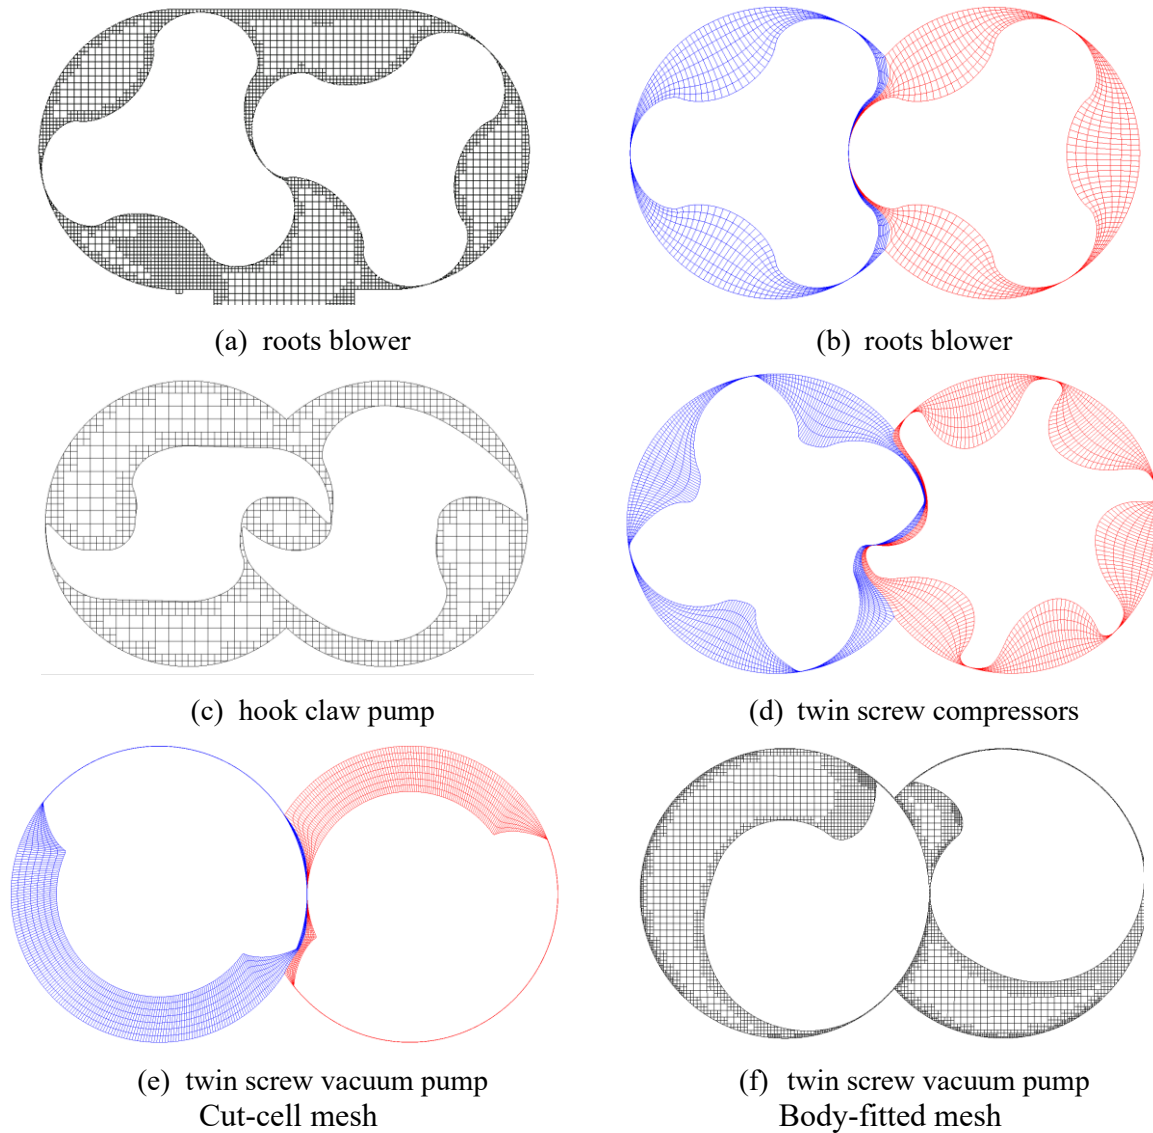 (a) roots blower
(b) roots blower
(c) hook claw pump
(d) twin screw compressors
(e) twin screw vacuum pump
(f) twin screw vacuum pump
Cut-cell mesh
Body-fitted mesh